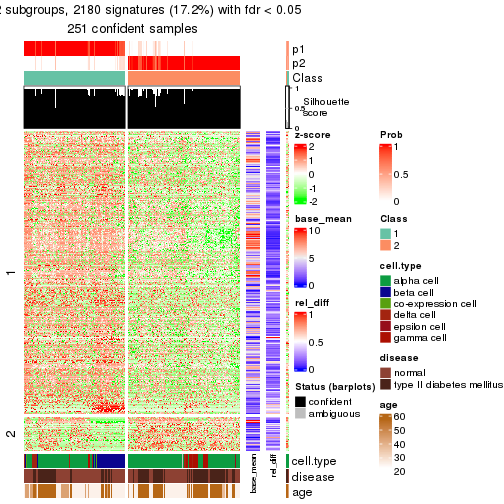 2 subgroups, 2180 signatures (17.2%) with fdr < 0.05
251 confident samples
p1
p2
Class
1
0.5
0
Silhouette
score
1
2
z-score
2
1
0
-1
-2
base_mean
10
5
0
rel_diff
1
0.5
0
Status (barplots)
confident
ambiguous
Prob
1
0.5
0
Class
1
2
cell.type
alpha cell
beta cell
co-expression cell
delta cell
epsilon cell
gamma cell
disease
normal
type II diabetes mellitus
age
60
50
40
30
20
cell.type
disease
age
base_mean
rel_diff